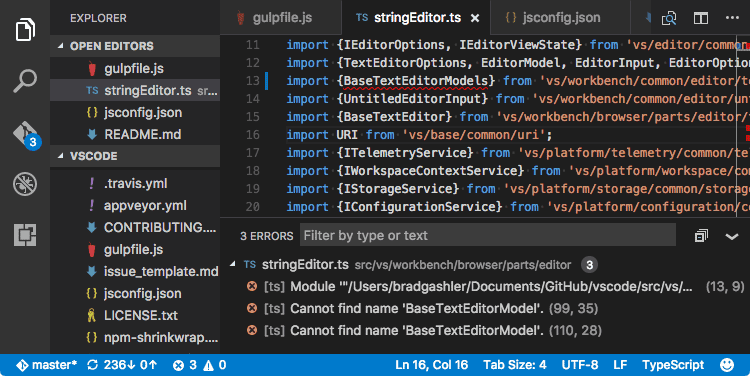 EXPLORER
OPEN EDITORS
gulpfile.js
TS stringEditor.ts sr...
{} jsconfig.json
README.md
3
VSCODE
! .travis.yml
! appveyor.yml
CONTRIBUTING....
gulpfile.js
issue_template.md
{} jsconfig.json
LICENSE.txt
npm-shrinkwrap....
gulpfile.js TS stringEditor.ts {} jsconfig.json
11 import {IEditorOptions, IEditorViewState} from 'vs/editor/common
12 import {TextEditorOptions, EditorModel, EditorInput, EditorOption
13 import {BaseTextEditorModels} from 'vs/workbench/common/editor/te
14 import {UntitledEditorInput} from 'vs/workbench/common/editor/un
15 import {BaseTextEditor} from 'vs/workbench/browser/parts/editor/
16 import URI from 'vs/base/common/uri';
17 import {ITelemetryService} from 'vs/platform/telemetry/common/te
18 import {IWorkspaceContextService} from 'vs/platform/workspace/co
19 import {IStorageService} from 'vs/platform/storage/common/storag
20 import {IConfigurationService} from 'vs/platform/configuration/c
3 ERRORS Filter by type or text
TS stringEditor.ts src/vs/workbench/browser/parts/editor 3
[ts] Module '"/Users/bradgashler/Documents/GitHub/vscode/src/vs/... (13, 9)
[ts] Cannot find name 'BaseTextEditorModel'. (99, 35)
[ts] Cannot find name 'BaseTextEditorModel'. (110, 28)
master* 236↓ 0↑ 3 0 Ln 16, Col 16 Tab Size: 4 UTF-8 LF TypeScript